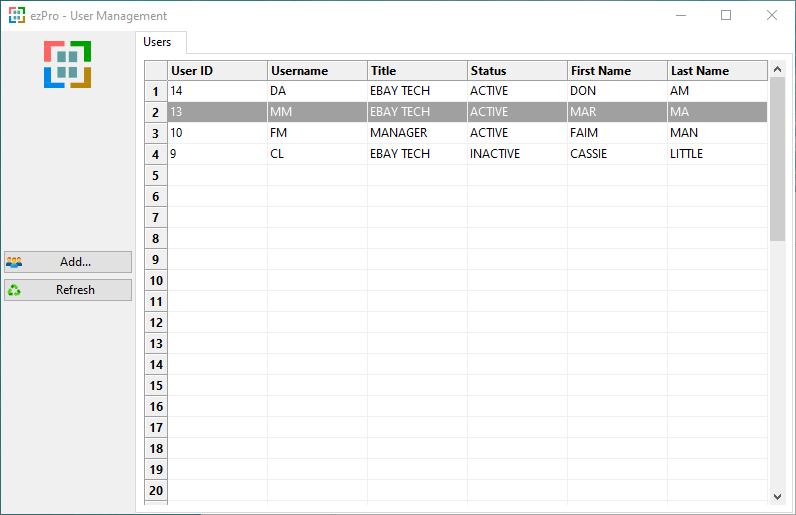 ezPro - User Management
Users
User ID Username Title Status First Name Last Name
1 14 DA EBAY TECH ACTIVE DON AM
2 13 MM EBAY TECH ACTIVE MAR MA
3 10 FM MANAGER ACTIVE FAIM MAN
4 9 CL EBAY TECH INACTIVE CASSIE LITTLE
5
6
7
8
9
10
11
12
13
14
15
16
17
18
19
20
Add...
Refresh